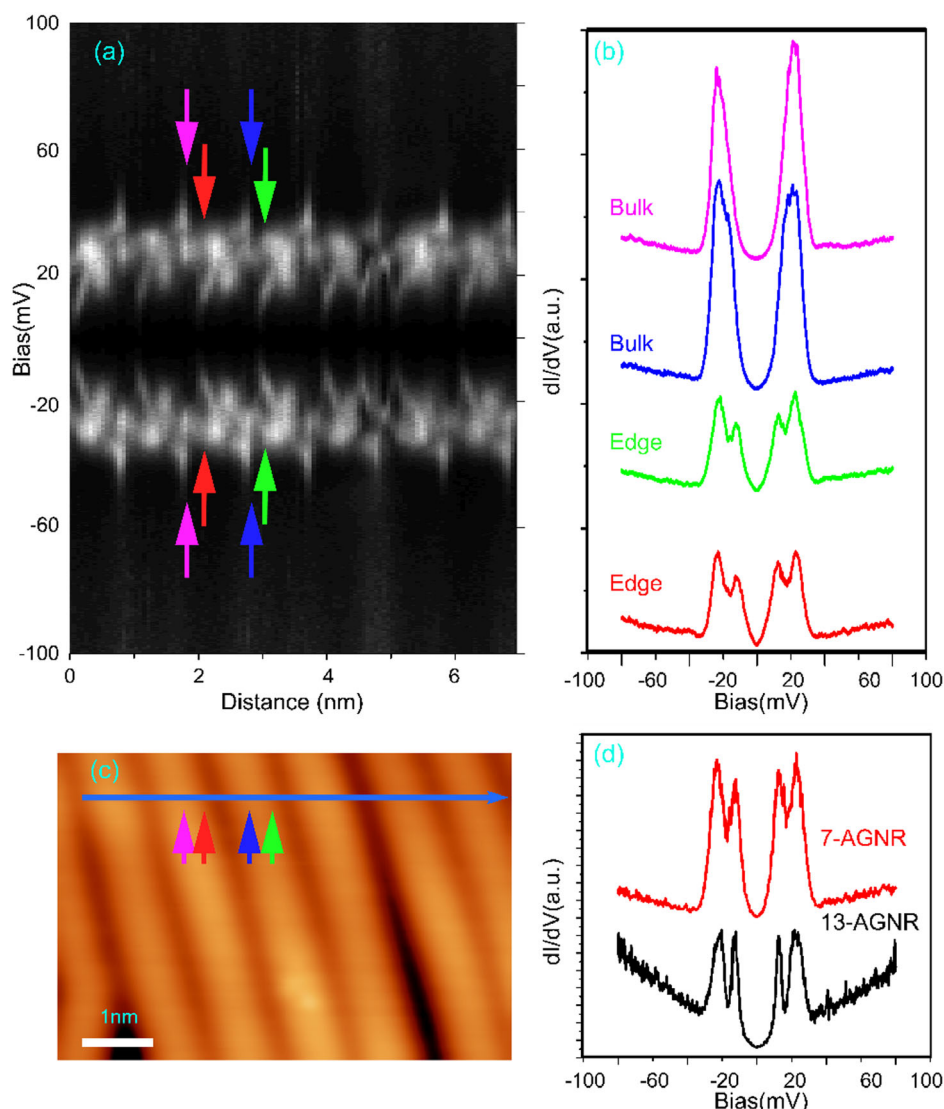 (a)
100
60
20
-20
-60
-100
Bias(mV)
0 2 4 6
Distance (nm)
(b)
Bulk
Bulk
Edge
Edge
dI/dV(a.u.)
-100 -60 -20 20 60 100
Bias(mV)
(c)
1nm
(d)
7-AGNR
13-AGNR
dI/dV(a.u.)
-100 -60 -20 20 60 100
Bias(mV)